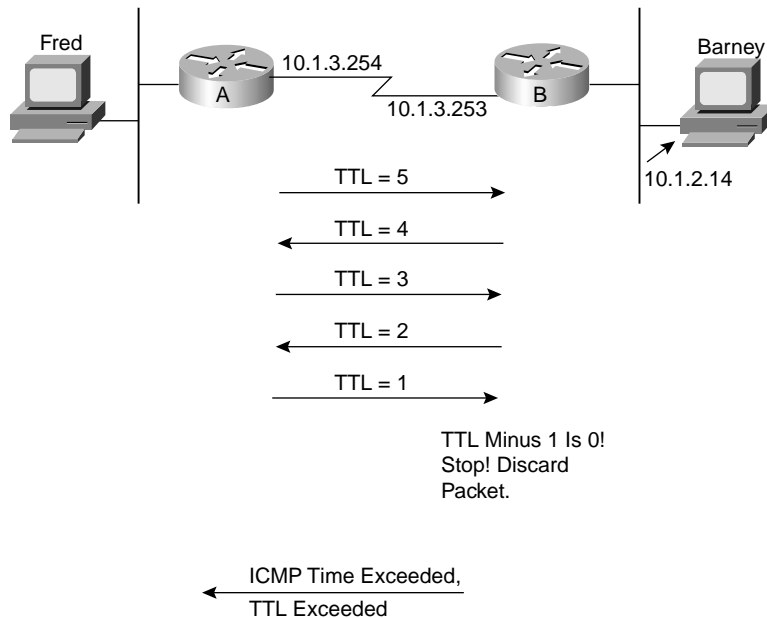 Fred
Barney
10.1.3.254
A
B
10.1.3.253
10.1.2.14
TTL = 5
TTL = 4
TTL = 3
TTL = 2
TTL = 1
TTL Minus 1 Is 0!
Stop! Discard
Packet.
ICMP Time Exceeded,
TTL Exceeded